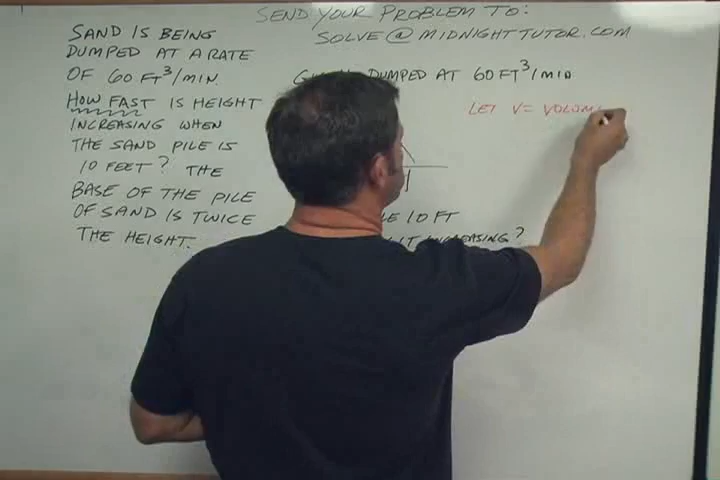 SEND YOUR PROBLEM TO:
SOLVE@MIDNIGHTTUTOR.COM
SAND IS BEING
DUMPED AT A RATE
OF 60 FT³/MIN.
HOW FAST IS HEIGHT
INCREASING WHEN
THE SAND PILE IS
10 FEET? THE
BASE OF THE PILE
OF SAND IS TWICE
THE HEIGHT.
DUMPED AT 60 FT³/MIN
LET V = VOLUM
10 FT
INCREASING?